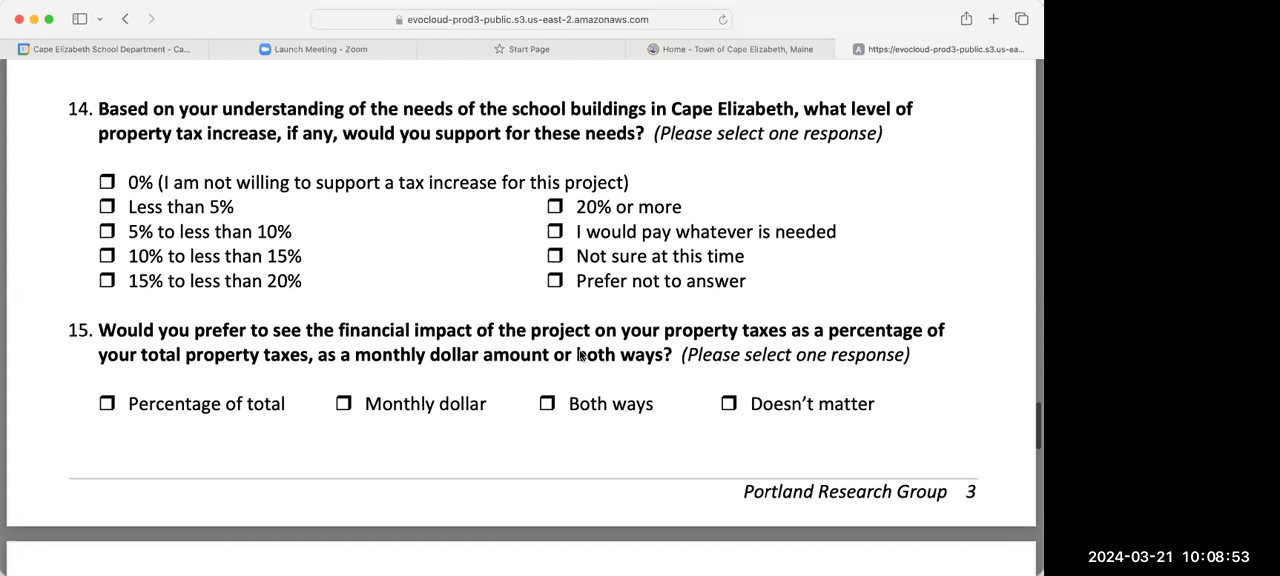 evocloud-prod3-public.s3.us-east-2.amazonaws.com
Cape Elizabeth School Department - Ca...
Launch Meeting - Zoom
Start Page
Home - Town of Cape Elizabeth, Maine
https://evocloud-prod3-public.s3.us-ea...
14. Based on your understanding of the needs of the school buildings in Cape Elizabeth, what level of
property tax increase, if any, would you support for these needs? (Please select one response)
0% (I am not willing to support a tax increase for this project)
Less than 5%
5% to less than 10%
10% to less than 15%
15% to less than 20%
20% or more
I would pay whatever is needed
Not sure at this time
Prefer not to answer
15. Would you prefer to see the financial impact of the project on your property taxes as a percentage of
your total property taxes, as a monthly dollar amount or both ways? (Please select one response)
Percentage of total
Monthly dollar
Both ways
Doesn't matter
Portland Research Group 3
2024-03-21 10:08:53